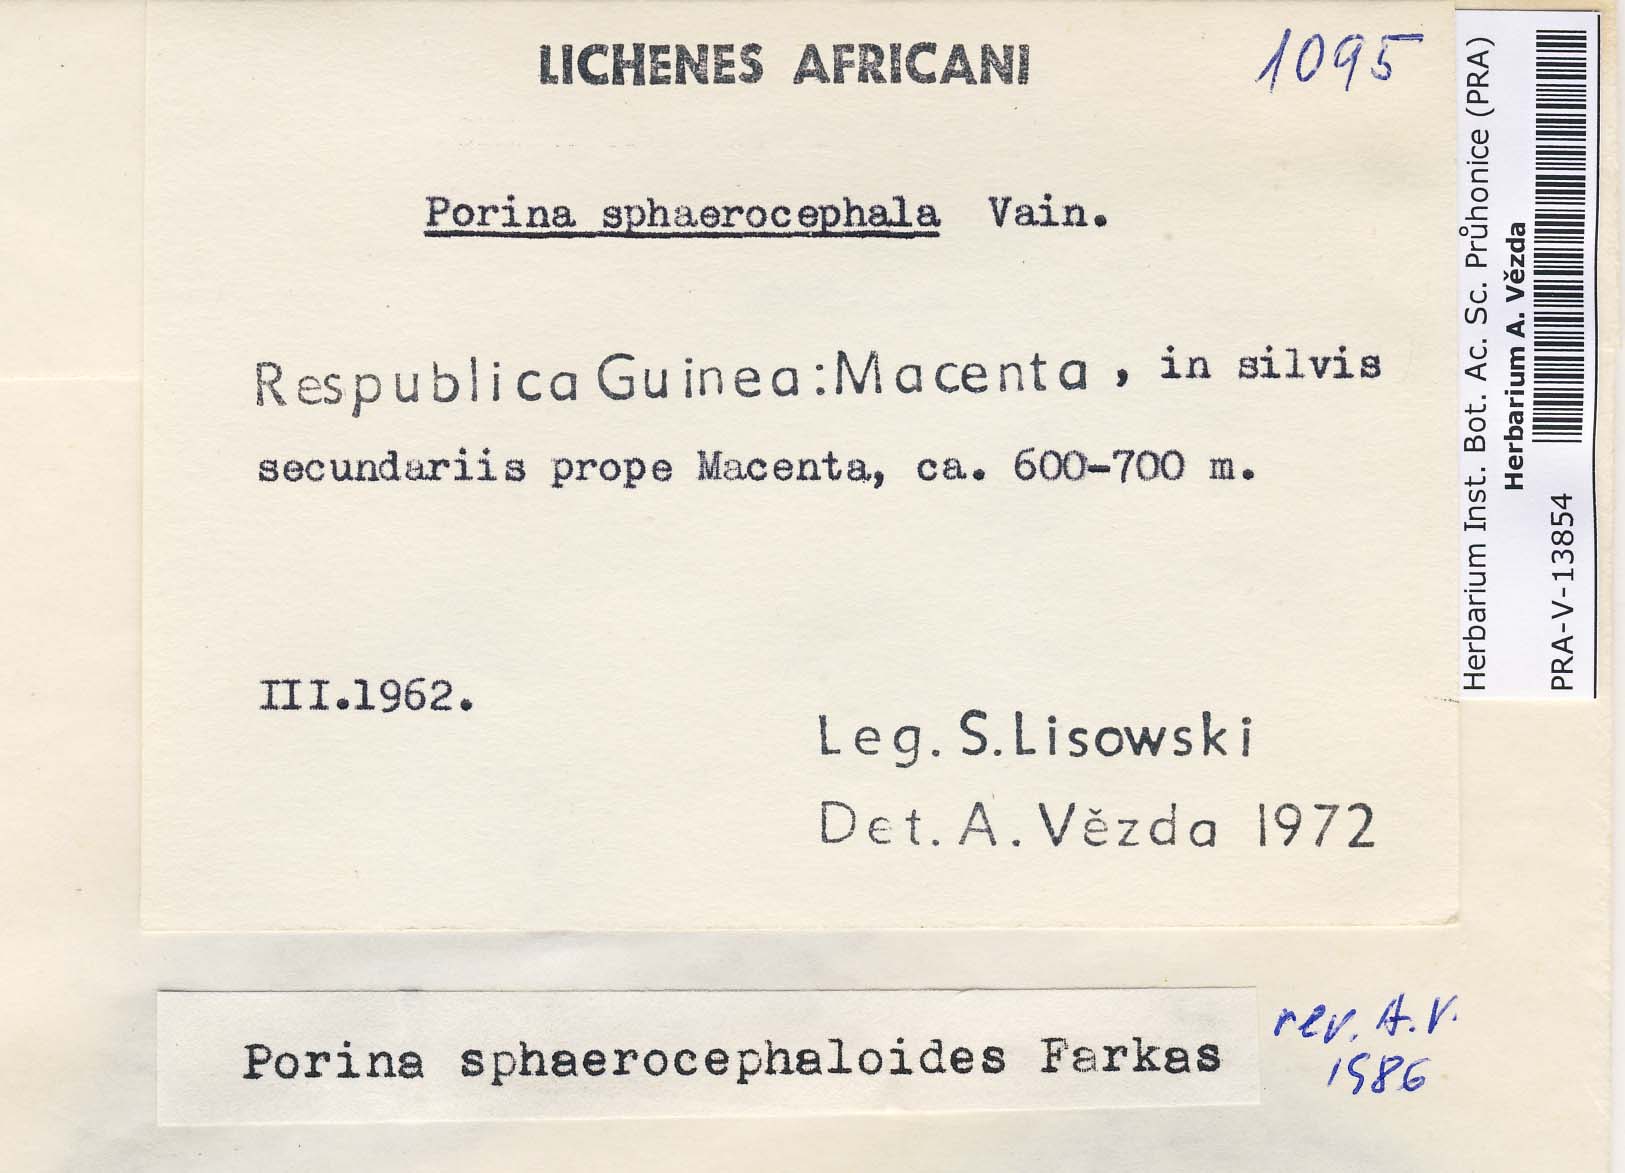 LICHENES AFRICANI
1095
Porina sphaerocephala Vain.
Respublica Guinea: Macenta, in silvis
secundariis prope Macenta, ca. 600-700 m.
III.1962.
Leg. S. Lisowski
Det. A. Vězda 1972
Porina sphaerocephaloides Farkas
rev. A.V.
1986
Herbarium Inst. Bot. Ac. Sc. Průhonice (PRA)
Herbarium A. Vězda
PRA-V-13854